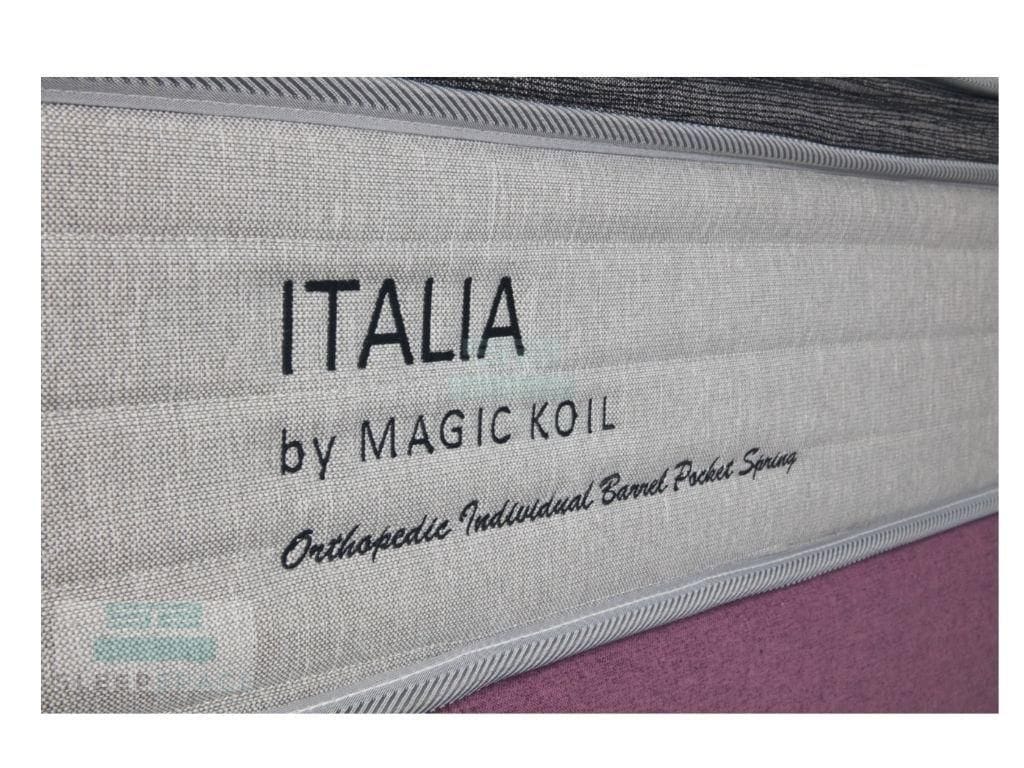 ITALIA
by MAGIC KOIL
Orthopedic Individual Barrel Pocket Spring